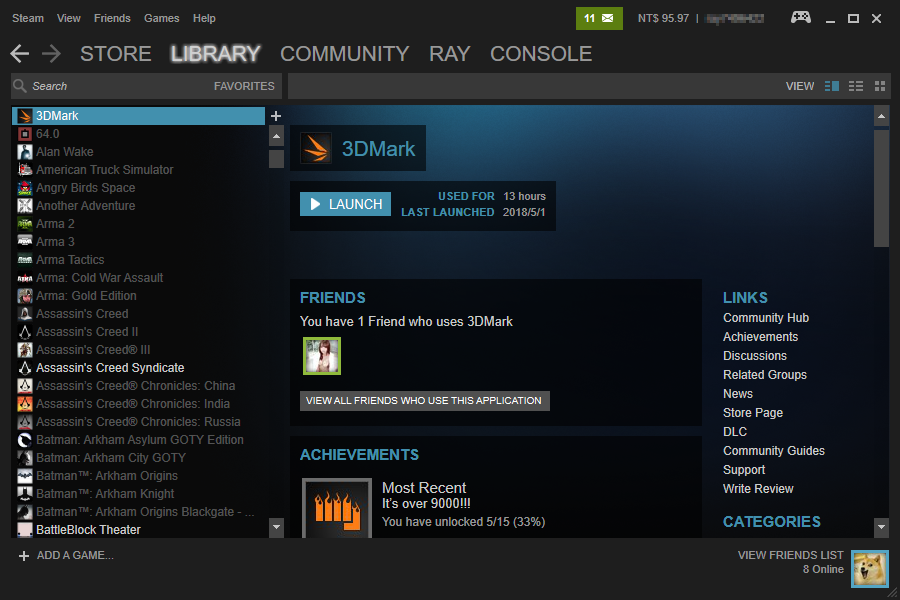 Steam View Friends Games Help
11
NT$ 95.97 |
STORE LIBRARY COMMUNITY RAY CONSOLE
Search FAVORITES
VIEW
3DMark
64.0
Alan Wake
American Truck Simulator
Angry Birds Space
Another Adventure
Arma 2
Arma 3
Arma Tactics
Arma: Cold War Assault
Arma: Gold Edition
Assassin's Creed
Assassin's Creed II
Assassin's Creed® III
Assassin's Creed Syndicate
Assassin's Creed® Chronicles: China
Assassin's Creed® Chronicles: India
Assassin's Creed® Chronicles: Russia
Batman: Arkham Asylum GOTY Edition
Batman: Arkham City GOTY
Batman™: Arkham Origins
Batman™: Arkham Knight
Batman™: Arkham Origins Blackgate - ...
BattleBlock Theater
ADD A GAME...
3DMark
LAUNCH
USED FOR 13 hours
LAST LAUNCHED 2018/5/1
FRIENDS
You have 1 Friend who uses 3DMark
VIEW ALL FRIENDS WHO USE THIS APPLICATION
ACHIEVEMENTS
Most Recent
It's over 9000!!!
You have unlocked 5/15 (33%)
LINKS
Community Hub
Achievements
Discussions
Related Groups
News
Store Page
DLC
Community Guides
Support
Write Review
CATEGORIES
VIEW FRIENDS LIST
8 Online